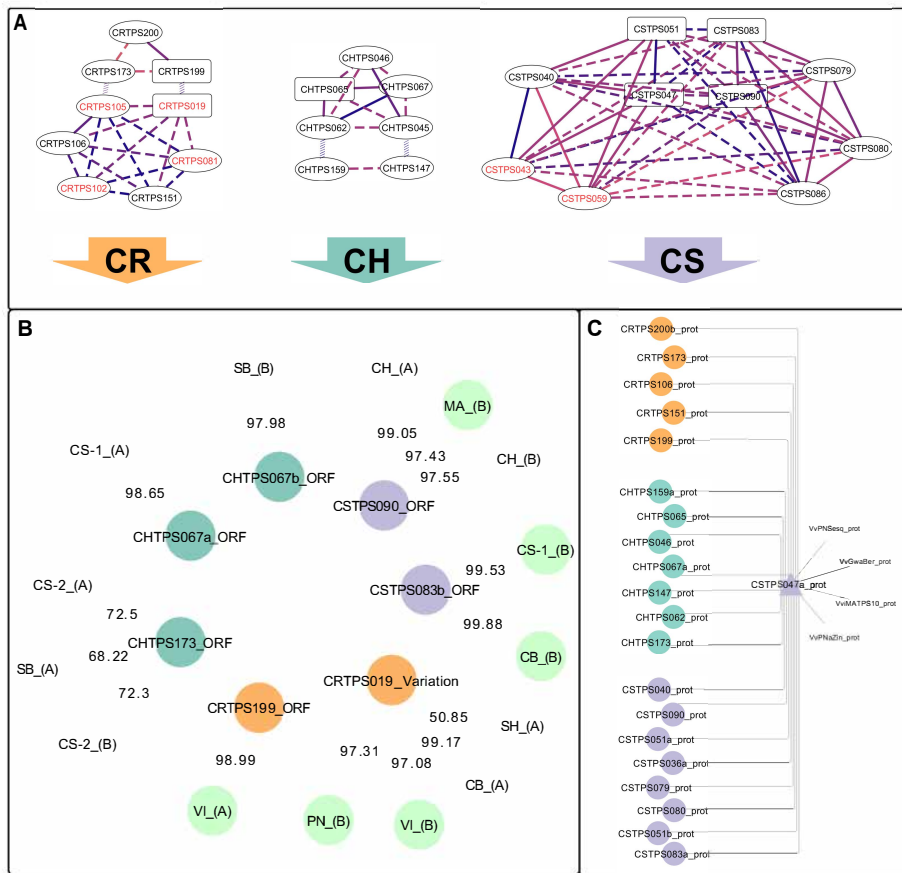 A
CRTPS200
CRTPS173
CRTPS199
CRTPS105
CRTPS019
CRTPS106
CRTPS081
CRTPS102
CRTPS151
CHTPS046
CHTPS065
CHTPS067
CHTPS062
CHTPS045
CHTPS159
CHTPS147
CSTPS051
CSTPS083
CSTPS040
CSTPS079
CSTPS047
CSTPS090
CSTPS080
CSTPS043
CSTPS059
CSTPS086
CR
CH
CS
B
SB_(B)
CH_(A)
MA_(B)
97.98
99.05
CS-1_(A)
97.43
CH_(B)
97.55
CHTPS067b_ORF
98.65
CSTPS090_ORF
CHTPS067a_ORF
CS-1_(B)
99.53
CS-2_(A)
CSTPS083b_ORF
72.5
99.88
CHTPS173_ORF
68.22
CB_(B)
SB_(A)
72.3
CRTPS019_Variation
CRTPS199_ORF
50.85
SH_(A)
CS-2_(B)
99.17
98.99
97.31
97.08
CB_(A)
VI_(A)
PN_(B)
VI_(B)
C
CRTPS200b_prot
CRTPS173_prot
CRTPS106_prot
CRTPS151_prot
CRTPS199_prot
CHTPS159a_prot
CHTPS065_prot
CHTPS046_prot
CHTPS067a_prot
CHTPS147_prot
CHTPS062_prot
CHTPS173_prot
CSTPS040_prot
CSTPS090_prot
CSTPS051a_prot
CSTPS036a_prot
CSTPS079_prot
CSTPS080_prot
CSTPS051b_prot
CSTPS083a_prot
VvPNSesq_prot
VvGwaBer_prot
CSTPS047a_prot
VviMATPS10_prot
VvPNaZin_prot